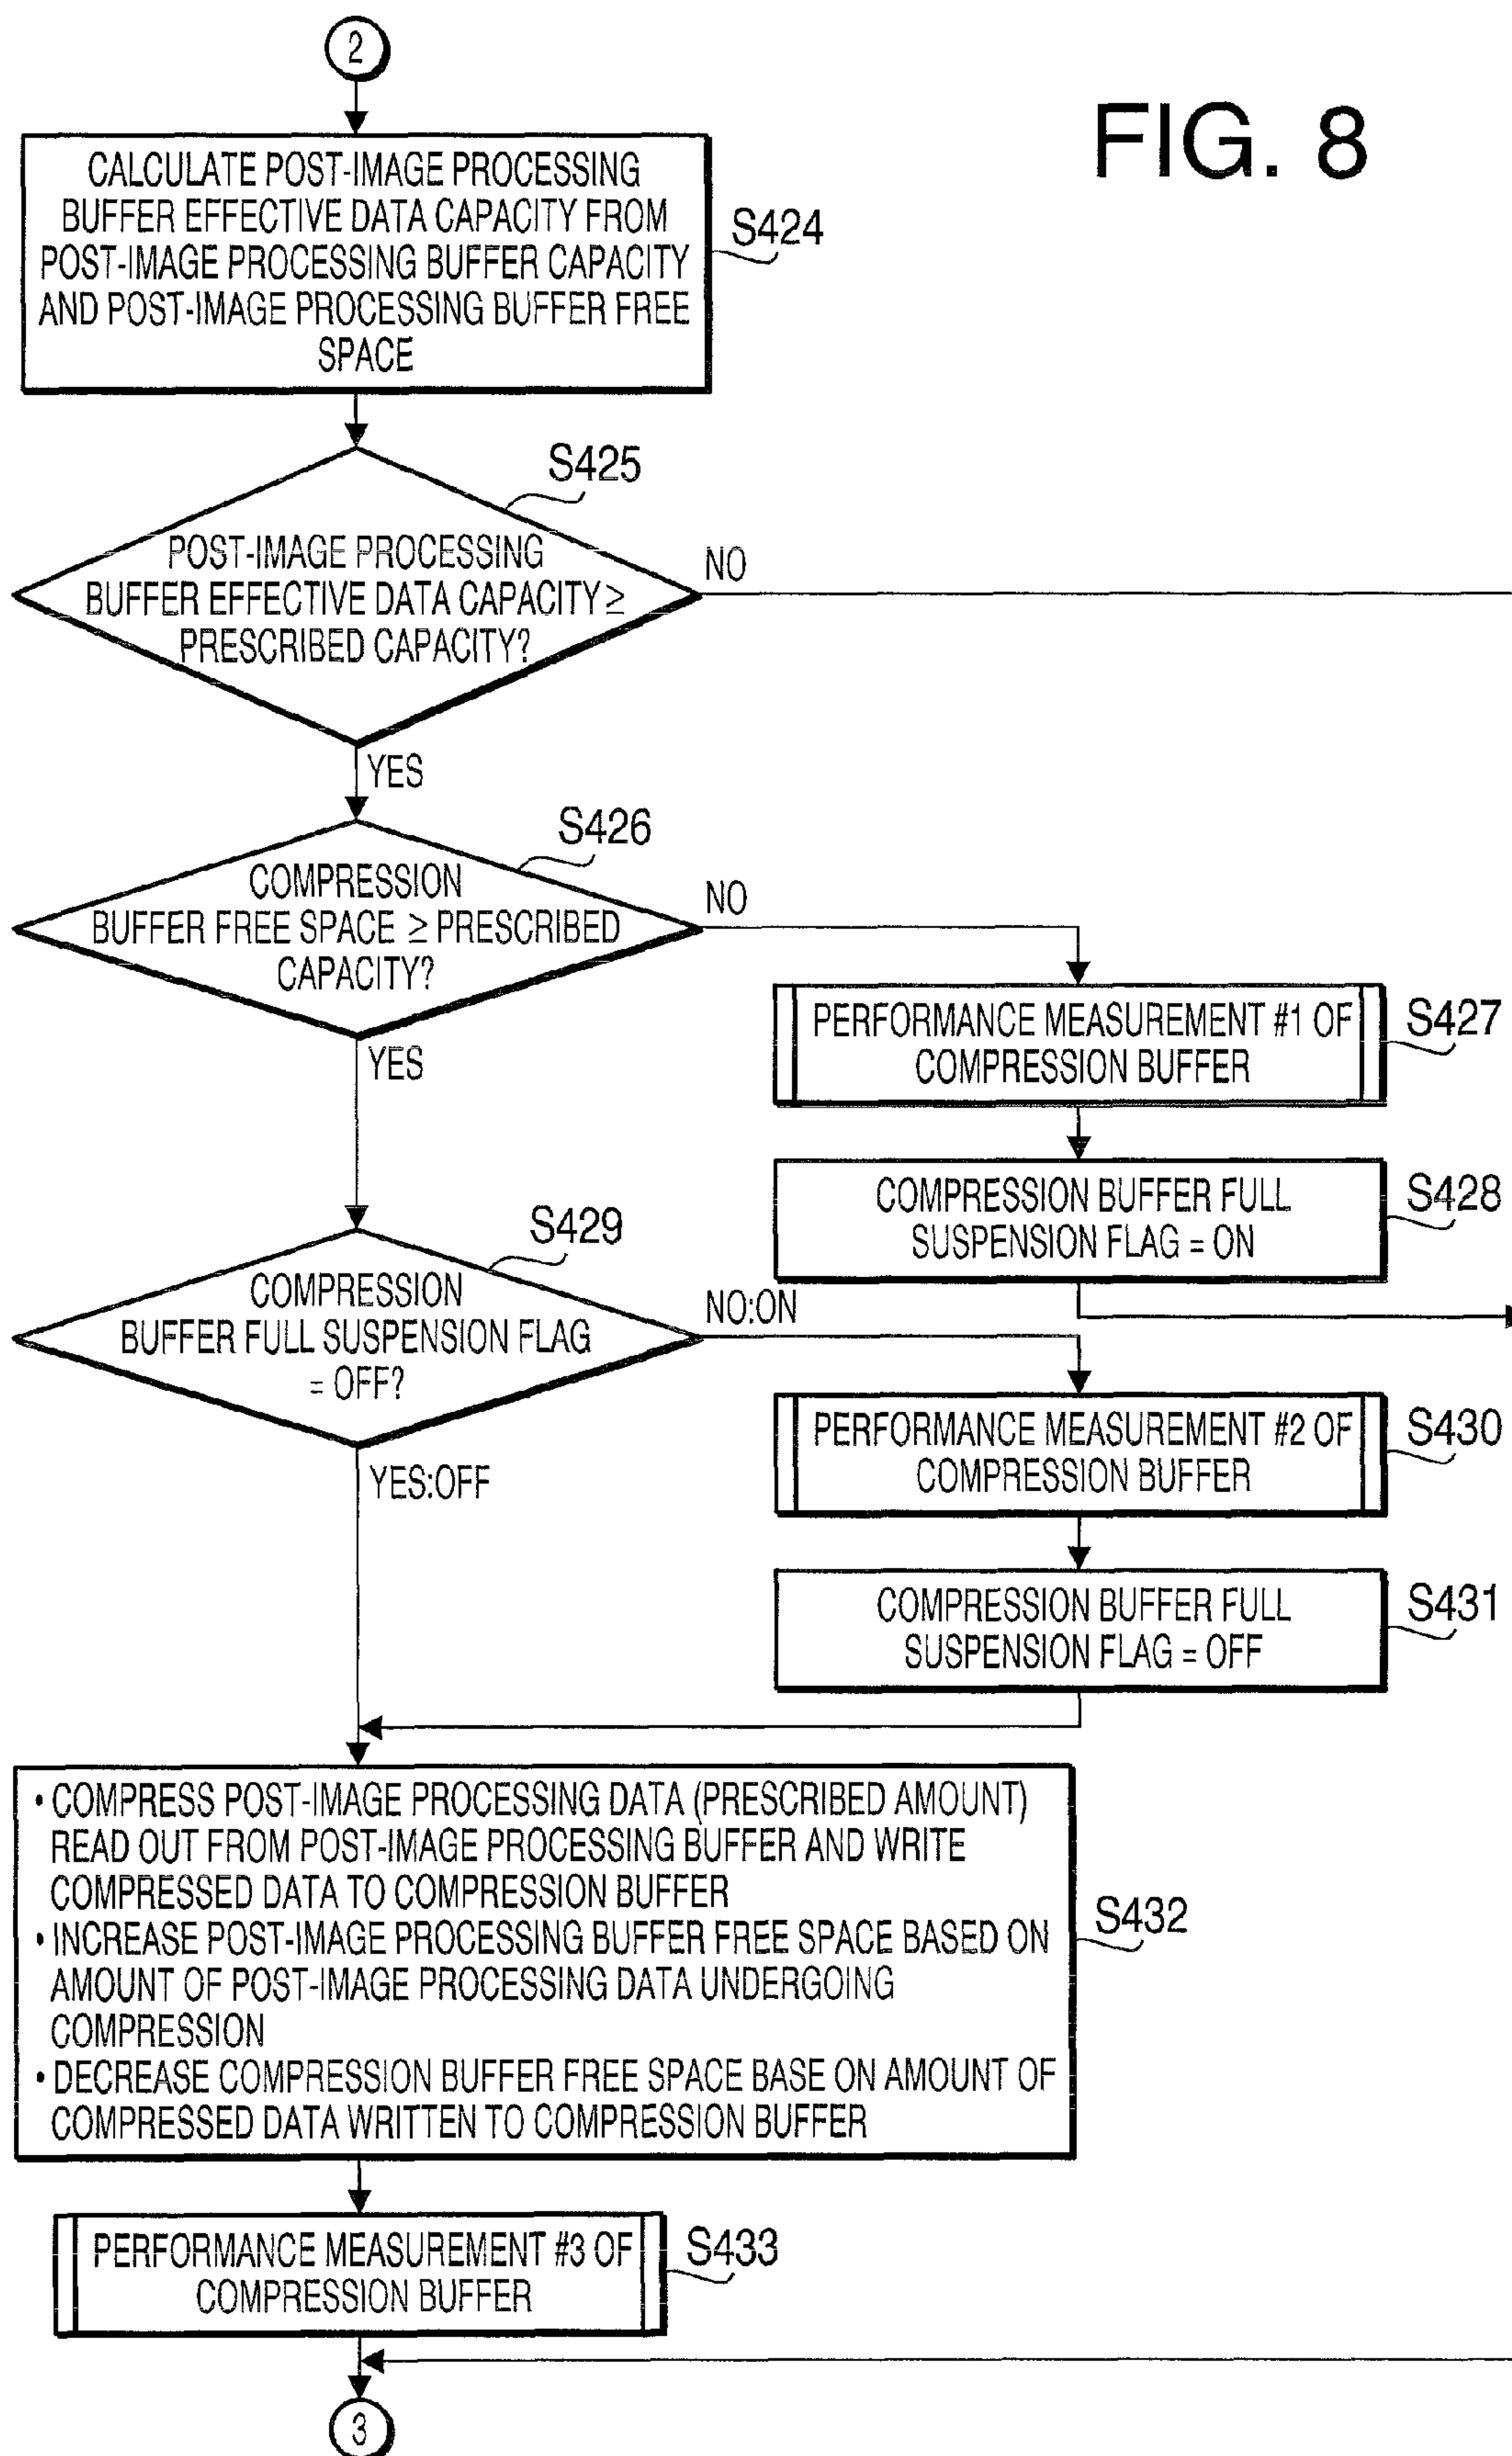 2
FIG. 8
CALCULATE POST-IMAGE PROCESSING
BUFFER EFFECTIVE DATA CAPACITY FROM
POST-IMAGE PROCESSING BUFFER CAPACITY
AND POST-IMAGE PROCESSING BUFFER FREE
SPACE
S424
S425
POST-IMAGE PROCESSING
BUFFER EFFECTIVE DATA CAPACITY ≥
PRESCRIBED CAPACITY?
NO
YES
S426
COMPRESSION
BUFFER FREE SPACE ≥ PRESCRIBED
CAPACITY?
NO
YES
PERFORMANCE MEASUREMENT #1 OF
COMPRESSION BUFFER
S427
COMPRESSION BUFFER FULL
SUSPENSION FLAG = ON
S428
S429
COMPRESSION
BUFFER FULL SUSPENSION FLAG
= OFF?
NO:ON
YES:OFF
PERFORMANCE MEASUREMENT #2 OF
COMPRESSION BUFFER
S430
COMPRESSION BUFFER FULL
SUSPENSION FLAG = OFF
S431
• COMPRESS POST-IMAGE PROCESSING DATA (PRESCRIBED AMOUNT)
READ OUT FROM POST-IMAGE PROCESSING BUFFER AND WRITE
COMPRESSED DATA TO COMPRESSION BUFFER
• INCREASE POST-IMAGE PROCESSING BUFFER FREE SPACE BASED ON
AMOUNT OF POST-IMAGE PROCESSING DATA UNDERGOING
COMPRESSION
• DECREASE COMPRESSION BUFFER FREE SPACE BASE ON AMOUNT OF
COMPRESSED DATA WRITTEN TO COMPRESSION BUFFER
S432
PERFORMANCE MEASUREMENT #3 OF
COMPRESSION BUFFER
S433
3